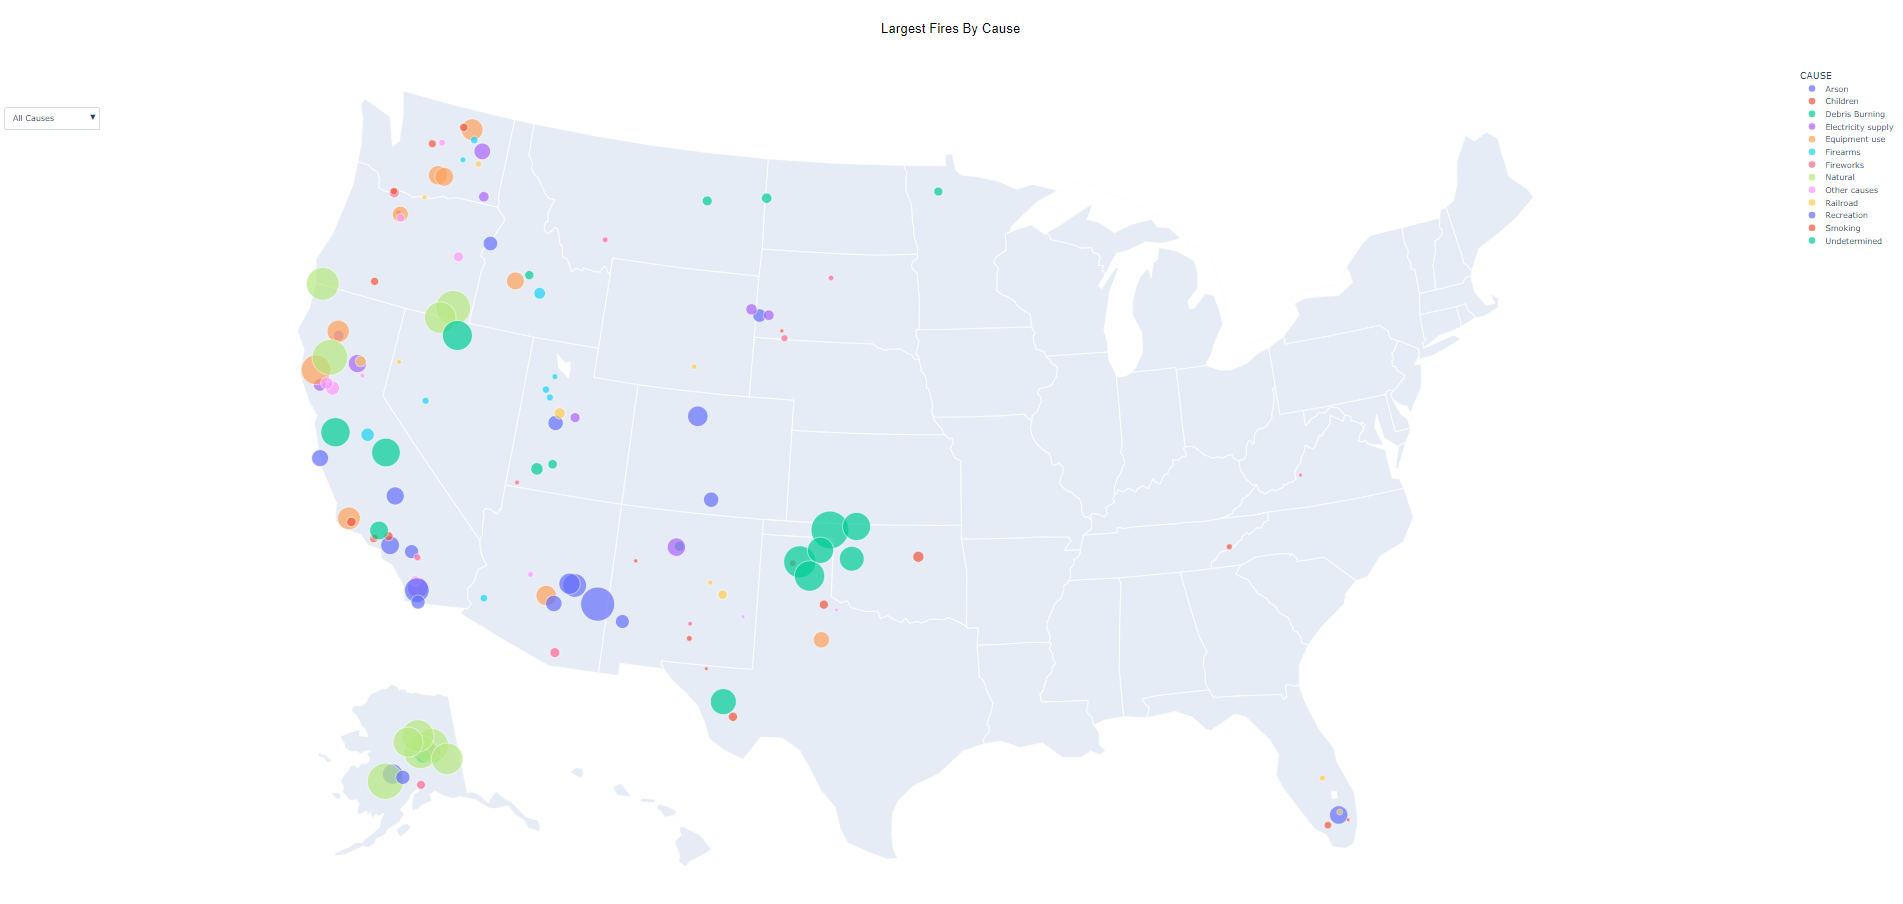 Largest Fires By Cause
All Causes
CAUSE
Arson
Children
Debris Burning
Electricity supply
Equipment use
Firearms
Fireworks
Natural
Other causes
Railroad
Recreation
Smoking
Undetermined